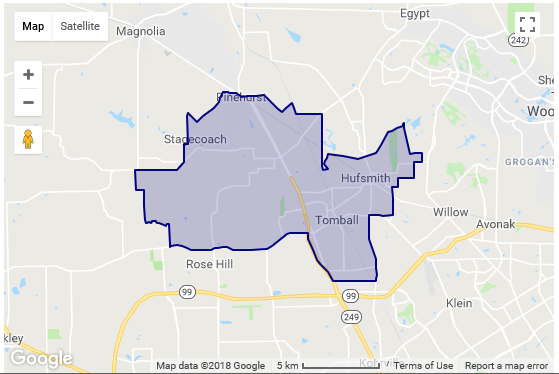 Map
Satellite
Egypt
Magnolia
242
She
Woo
Pinehurst
Stagecoach
GROGAN'S
Hufsmith
Tomball
Willow
Avonak
Rose Hill
99
99
Klein
249
kley
Google
Map data ©2018 Google
5 km
Terms of Use
Report a map error